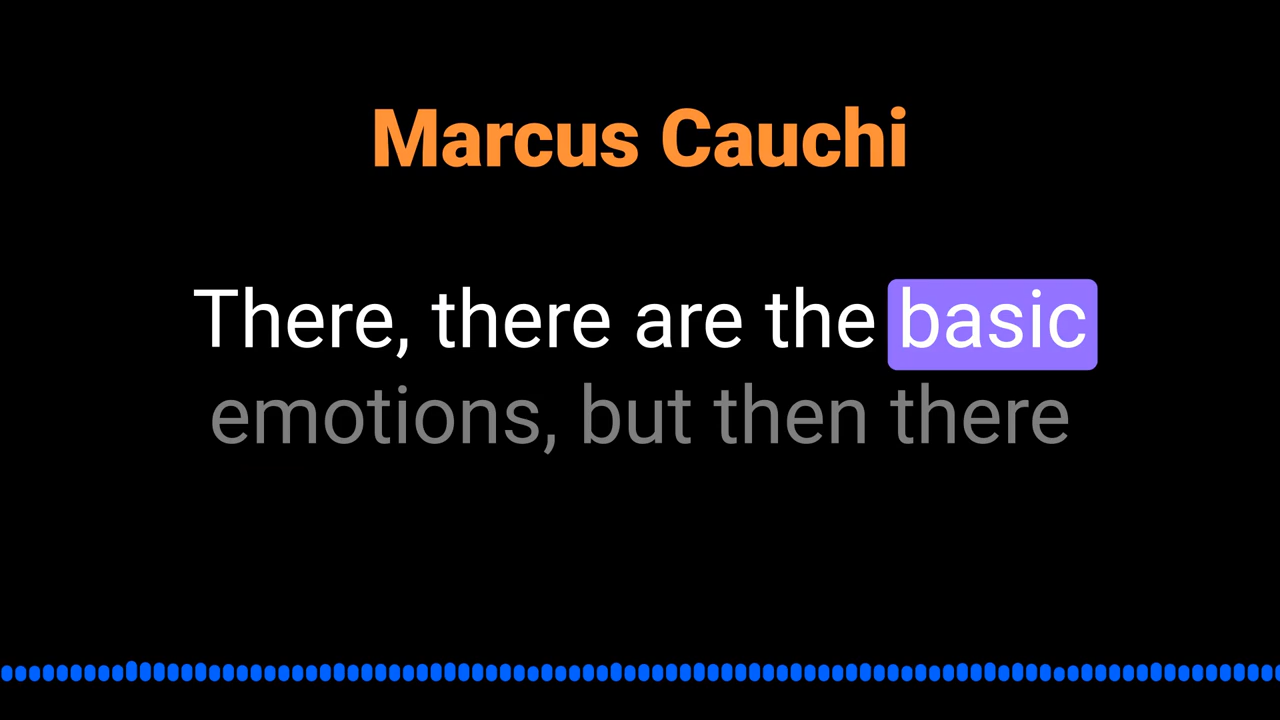 Marcus Cauchi
There, there are the basic
emotions, but then there